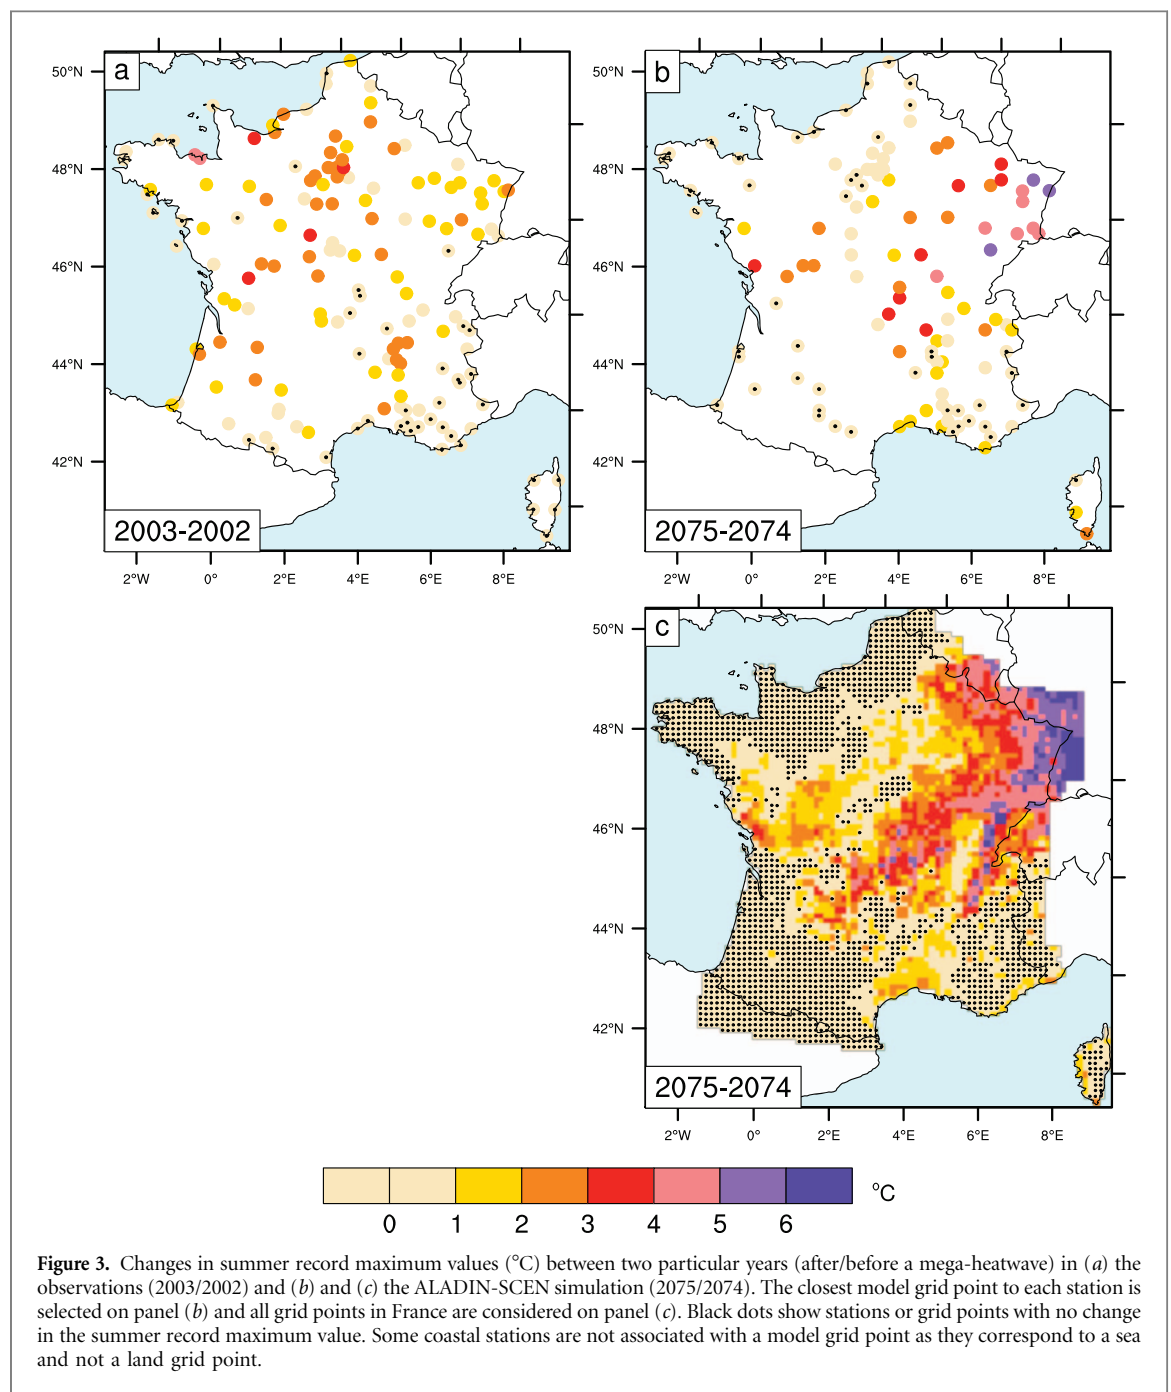 a
50°N
48°N
46°N
44°N
42°N
2003-2002
2°W 0° 2°E 4°E 6°E 8°E
b
50°N
48°N
46°N
44°N
42°N
2075-2074
2°W 0° 2°E 4°E 6°E 8°E
c
50°N
48°N
46°N
44°N
42°N
2075-2074
2°W 0° 2°E 4°E 6°E 8°E
°C
0 1 2 3 4 5 6
Figure 3. Changes in summer record maximum values (°C) between two particular years (after/before a mega-heatwave) in (a) the
observations (2003/2002) and (b) and (c) the ALADIN-SCEN simulation (2075/2074). The closest model grid point to each station is
selected on panel (b) and all grid points in France are considered on panel (c). Black dots show stations or grid points with no change
in the summer record maximum value. Some coastal stations are not associated with a model grid point as they correspond to a sea
and not a land grid point.